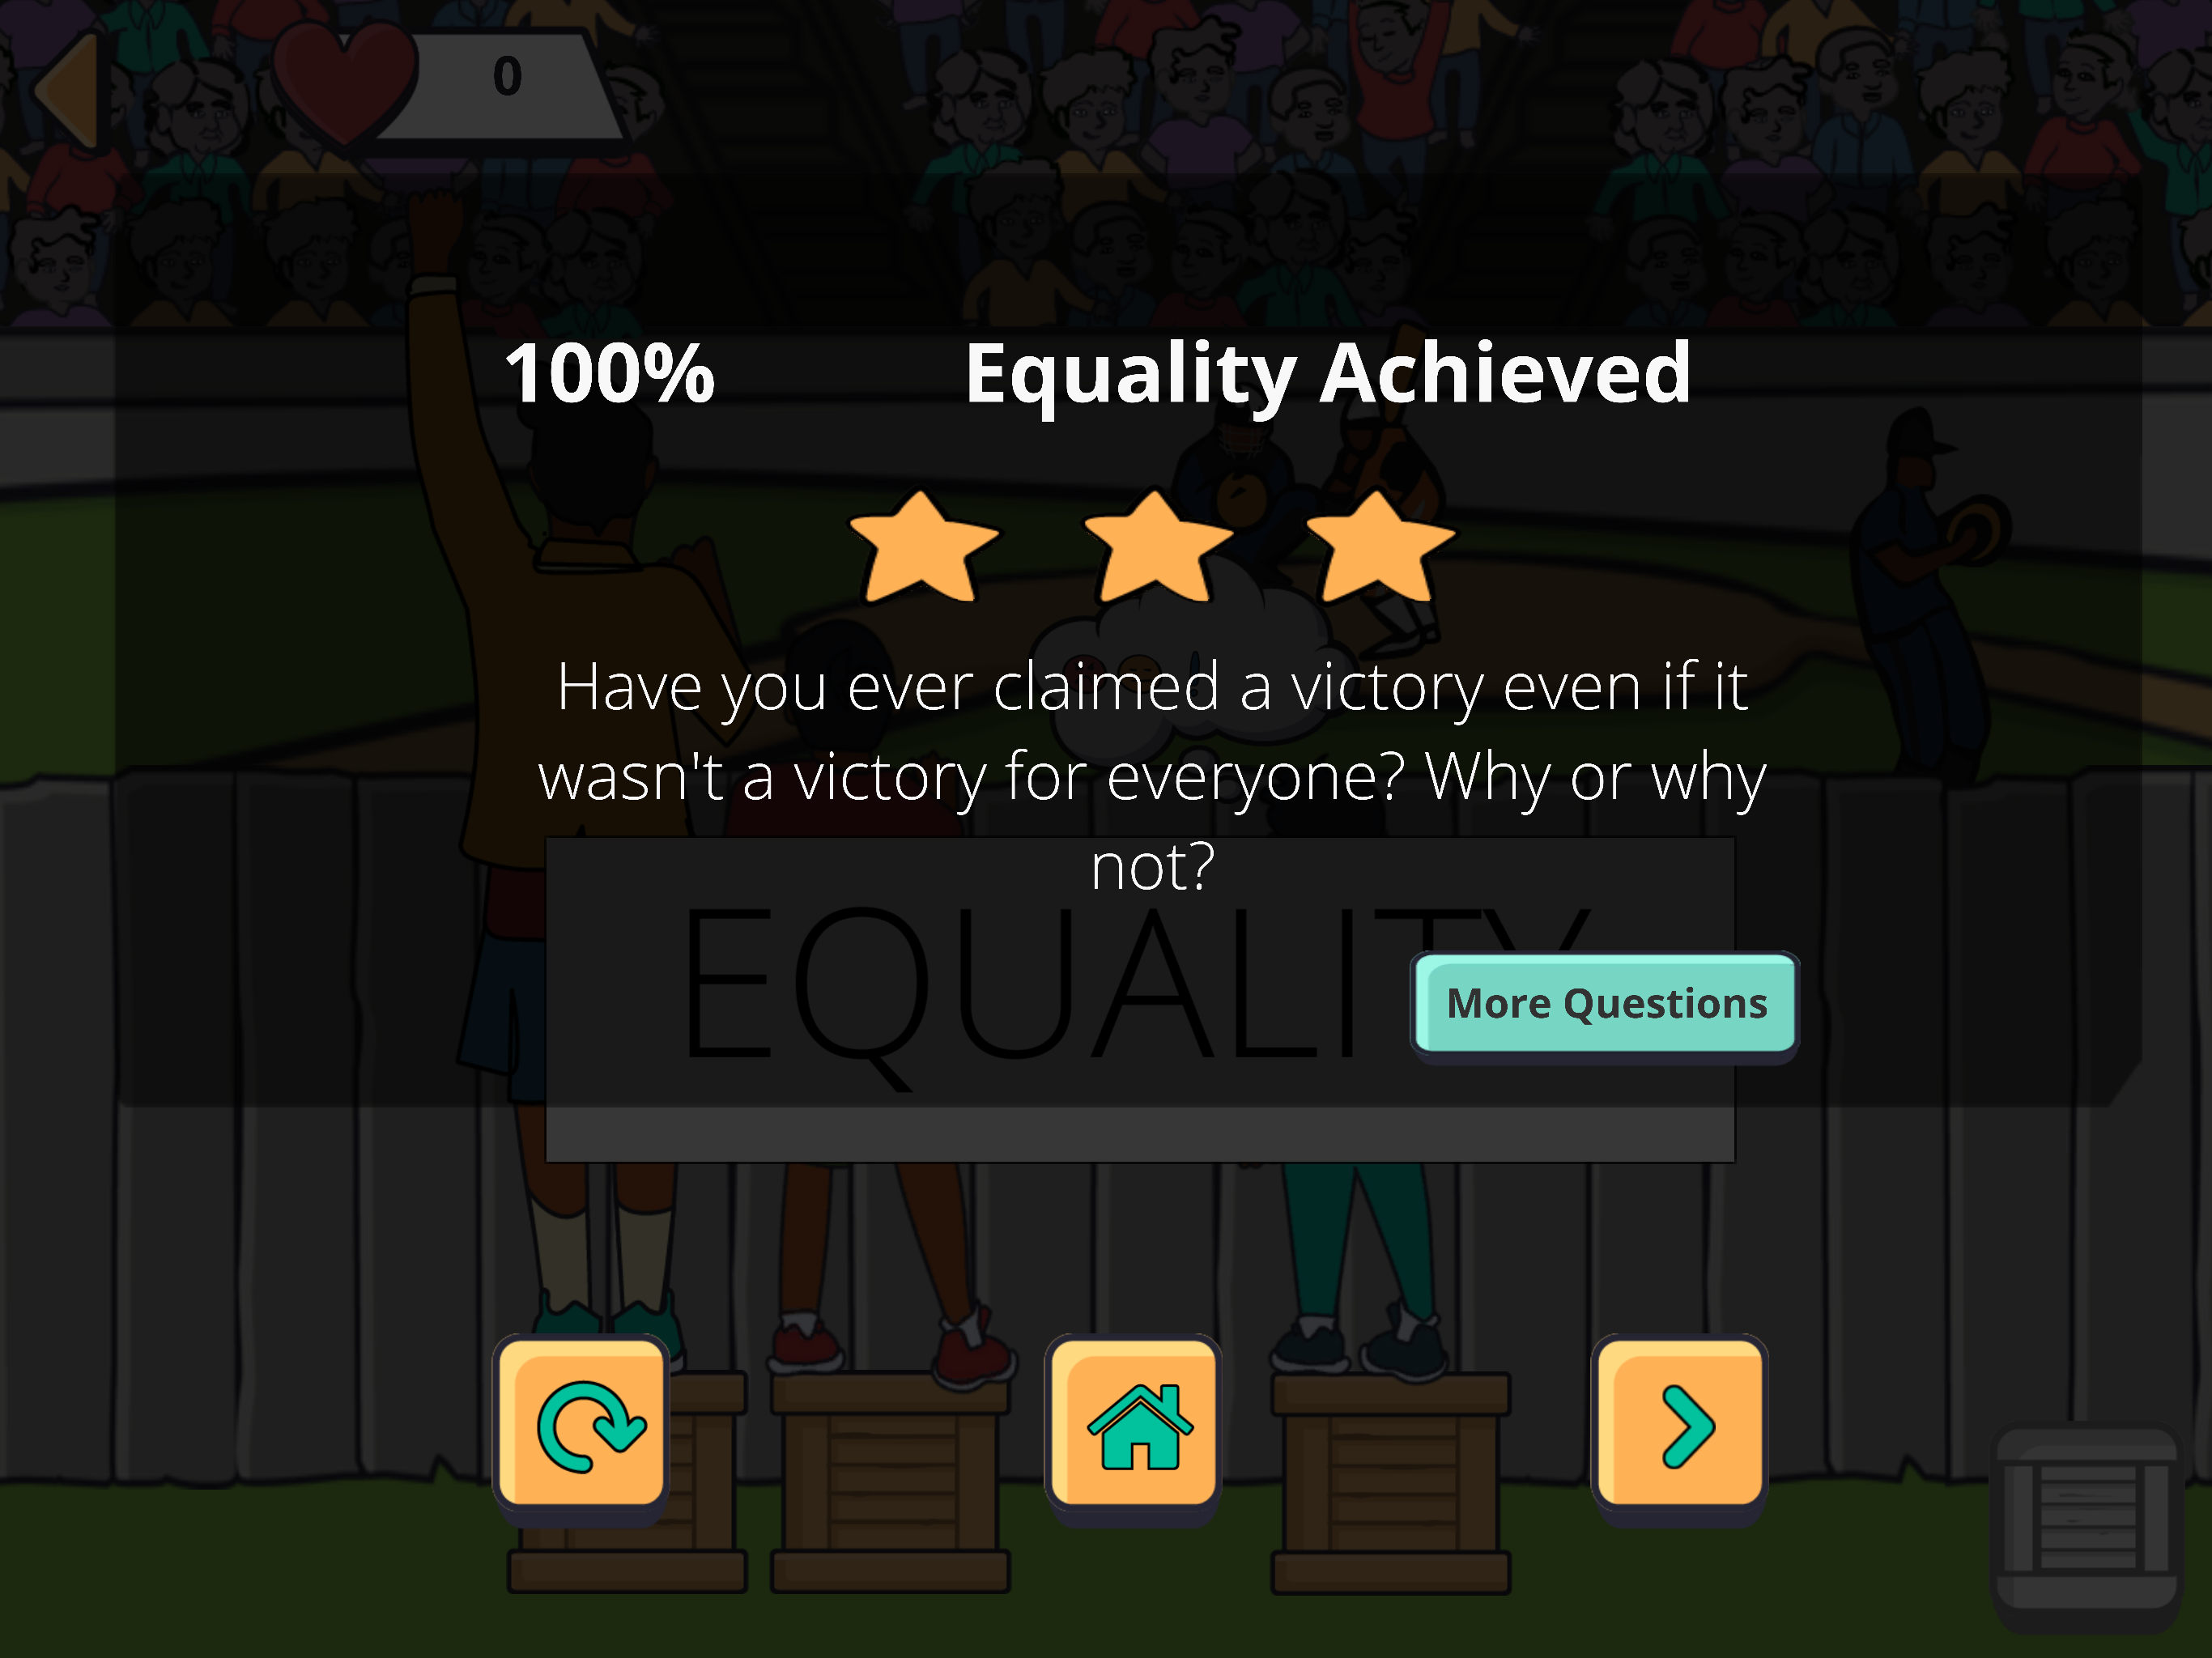 0
100% Equality Achieved
Have you ever claimed a victory even if it
wasn't a victory for everyone? Why or why
not?
EQUALITY
More Questions